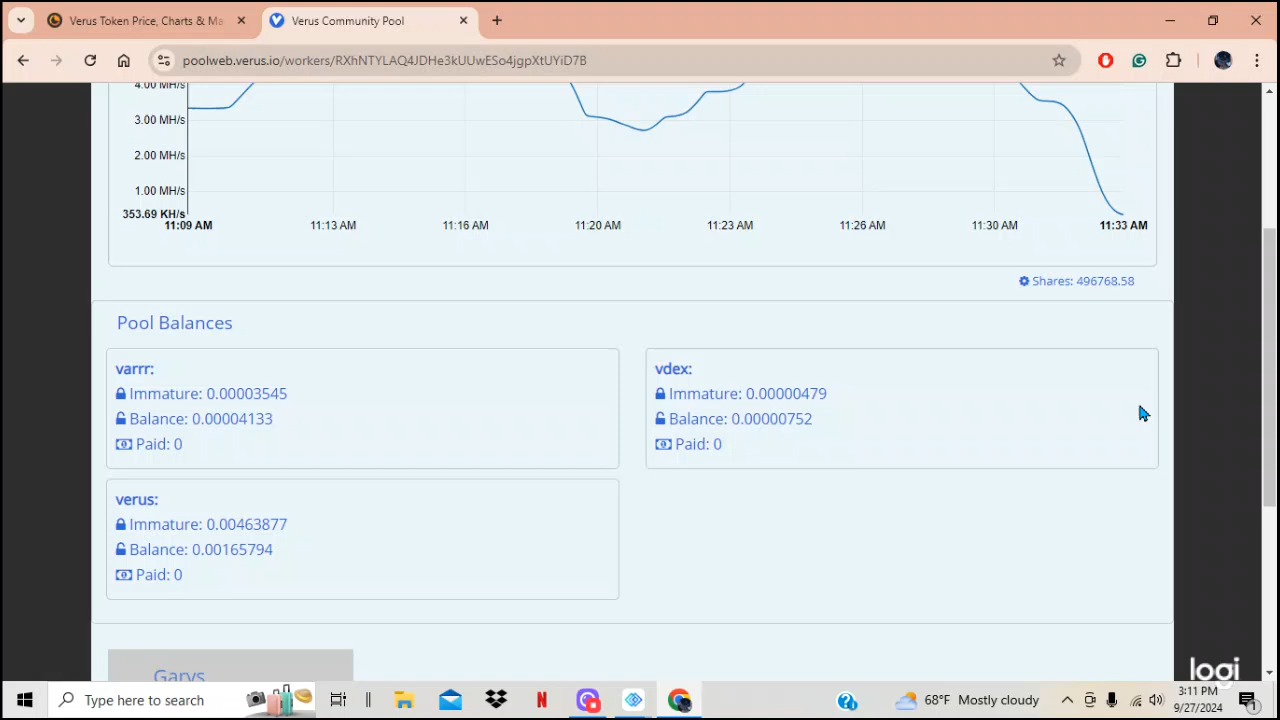 Verus Token Price, Charts & Ma
Verus Community Pool
poolweb.verus.io/workers/RXhNTYLAQ4JDHe3kUUwESo4jgpXtUYiD7B
4.00 MH/s
3.00 MH/s
2.00 MH/s
1.00 MH/s
353.69 KH/s
11:09 AM 11:13 AM 11:16 AM 11:20 AM 11:23 AM 11:26 AM 11:30 AM 11:33 AM
Shares: 496768.58
Pool Balances
varrr:
Immature: 0.00003545
Balance: 0.00004133
Paid: 0
vdex:
Immature: 0.00000479
Balance: 0.00000752
Paid: 0
verus:
Immature: 0.00463877
Balance: 0.00165794
Paid: 0
Garys
logi
Type here to search
68°F Mostly cloudy
3:11 PM
9/27/2024
1